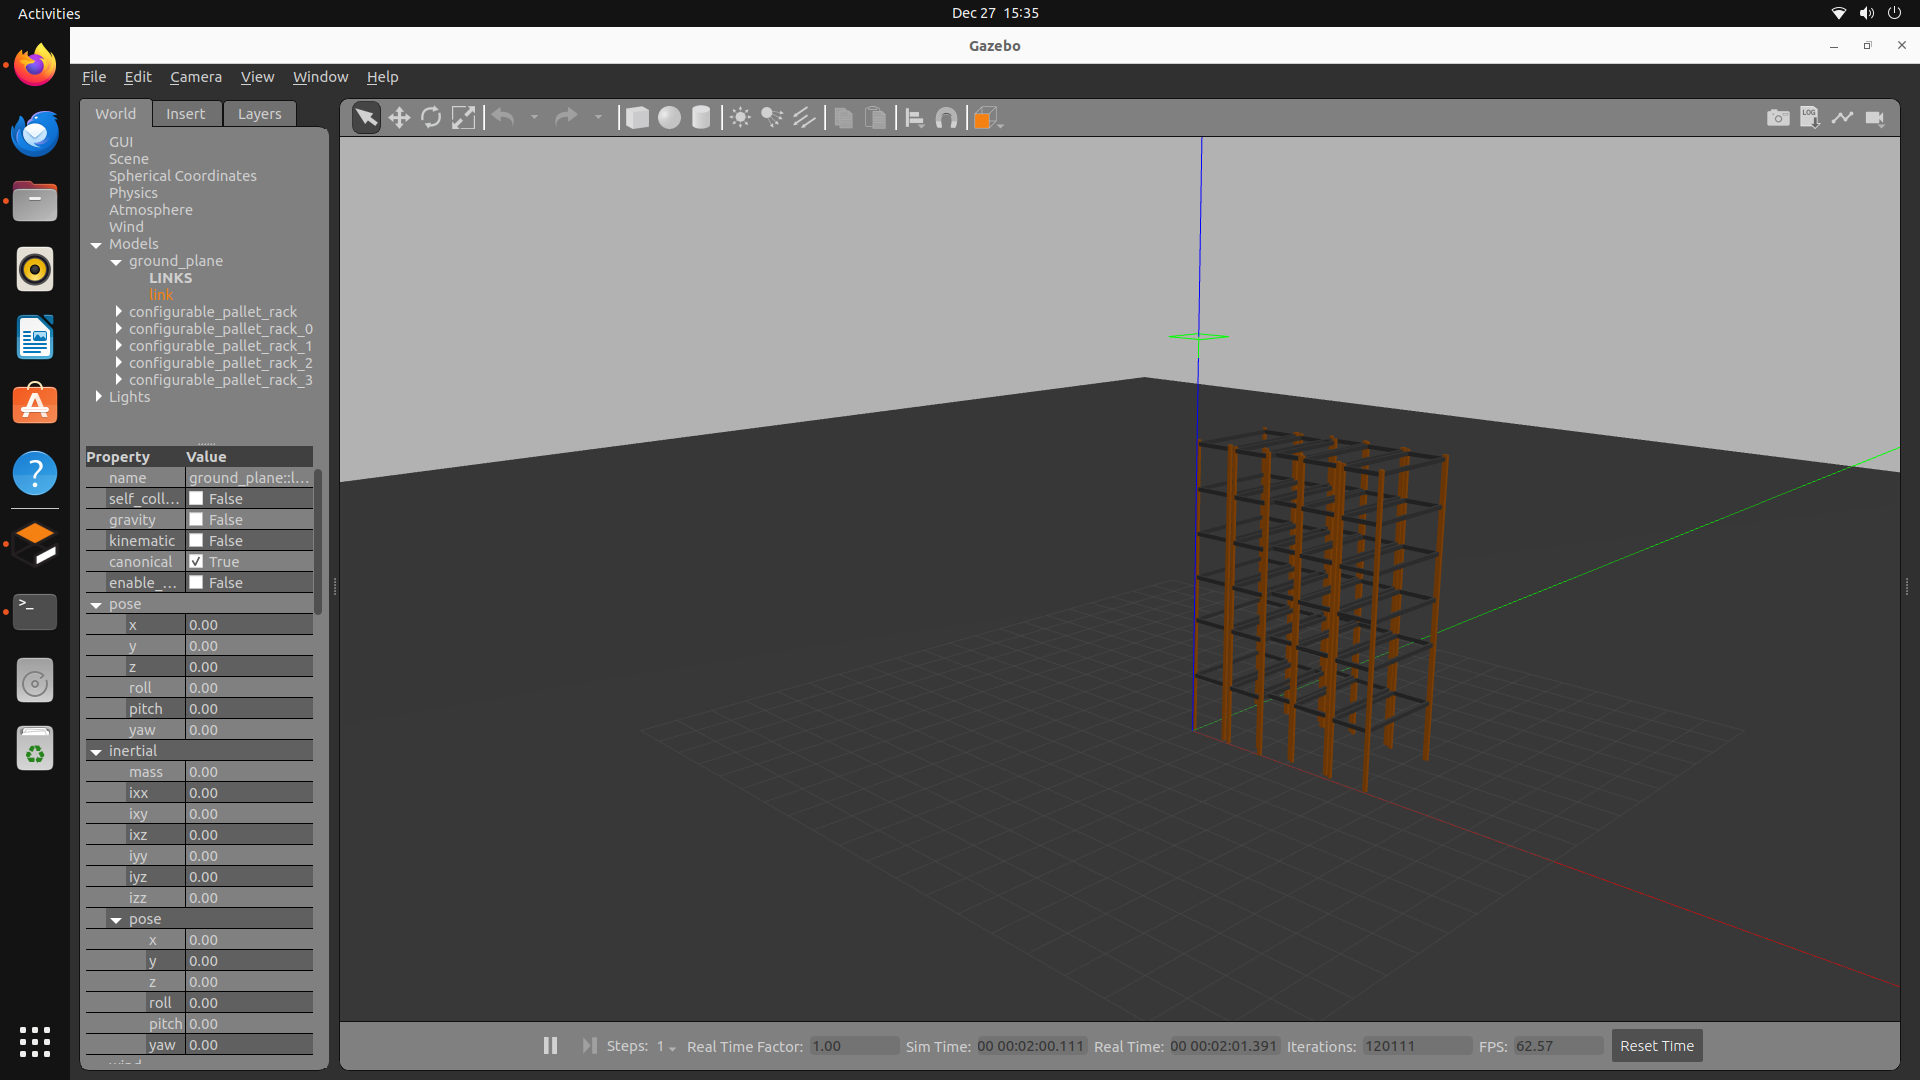 Activities
Dec 27 15:35
Gazebo
File Edit Camera View Window Help
World Insert Layers
GUI
Scene
Spherical Coordinates
Physics
Atmosphere
Wind
Models
ground_plane
LINKS
link
configurable_pallet_rack
configurable_pallet_rack_0
configurable_pallet_rack_1
configurable_pallet_rack_2
configurable_pallet_rack_3
Lights
Property Value
name ground_plane::l...
self_coll... False
gravity False
kinematic False
canonical True
enable_... False
pose
x 0.00
y 0.00
z 0.00
roll 0.00
pitch 0.00
yaw 0.00
inertial
mass 0.00
ixx 0.00
ixy 0.00
ixz 0.00
iyy 0.00
iyz 0.00
izz 0.00
pose
x 0.00
y 0.00
z 0.00
roll 0.00
pitch 0.00
yaw 0.00
LOG
Steps: 1 Real Time Factor: 1.00 Sim Time: 00 00:02:00.111 Real Time: 00 00:02:01.391 Iterations: 120111 FPS: 62.57 Reset Time